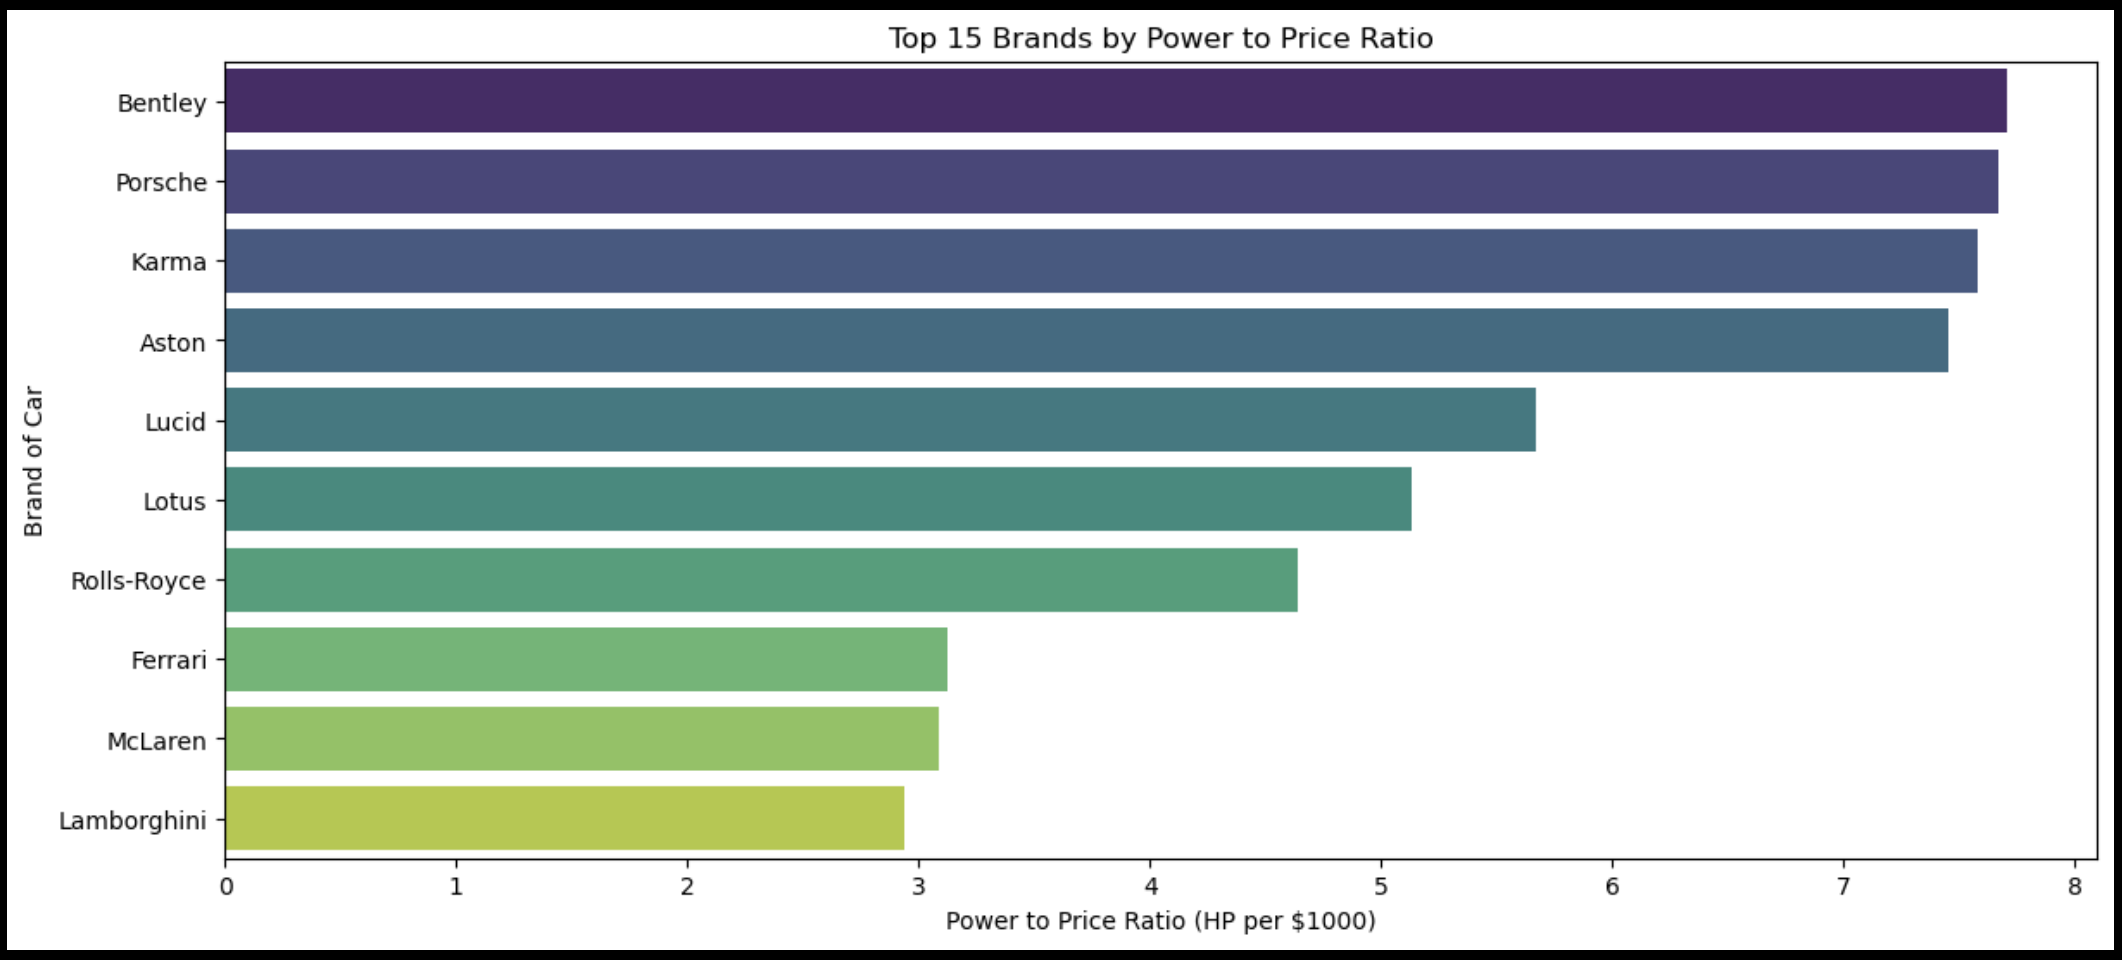 Top 15 Brands by Power to Price Ratio
Brand of Car
Bentley
Porsche
Karma
Aston
Lucid
Lotus
Rolls-Royce
Ferrari
McLaren
Lamborghini
0 1 2 3 4 5 6 7 8
Power to Price Ratio (HP per $1000)